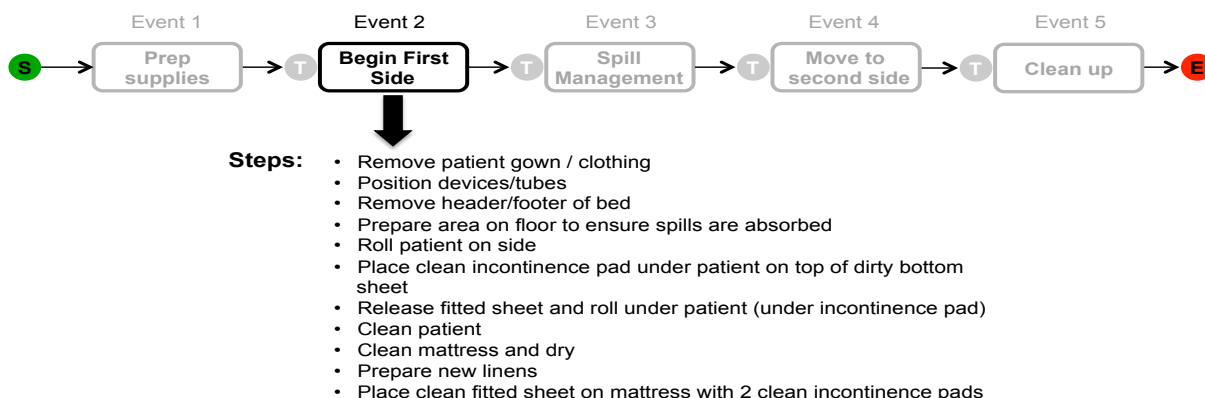 Event 1 Event 2 Event 3 Event 4 Event 5
S Prep supplies T Begin First Side T Spill Management T Move to second side T Clean up E
Steps:
• Remove patient gown / clothing
• Position devices/tubes
• Remove header/footer of bed
• Prepare area on floor to ensure spills are absorbed
• Roll patient on side
• Place clean incontinence pad under patient on top of dirty bottom
sheet
• Release fitted sheet and roll under patient (under incontinence pad)
• Clean patient
• Clean mattress and dry
• Prepare new linens
• Place clean fitted sheet on mattress with 2 clean incontinence pads